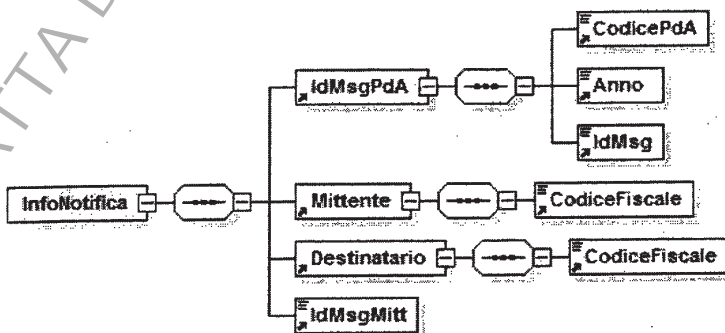 CodicePdA
IdMsgPdA
Anno
IdMsg
InfoNotifica
Mittente
CodiceFiscale
Destinatario
CodiceFiscale
IdMsgMitt